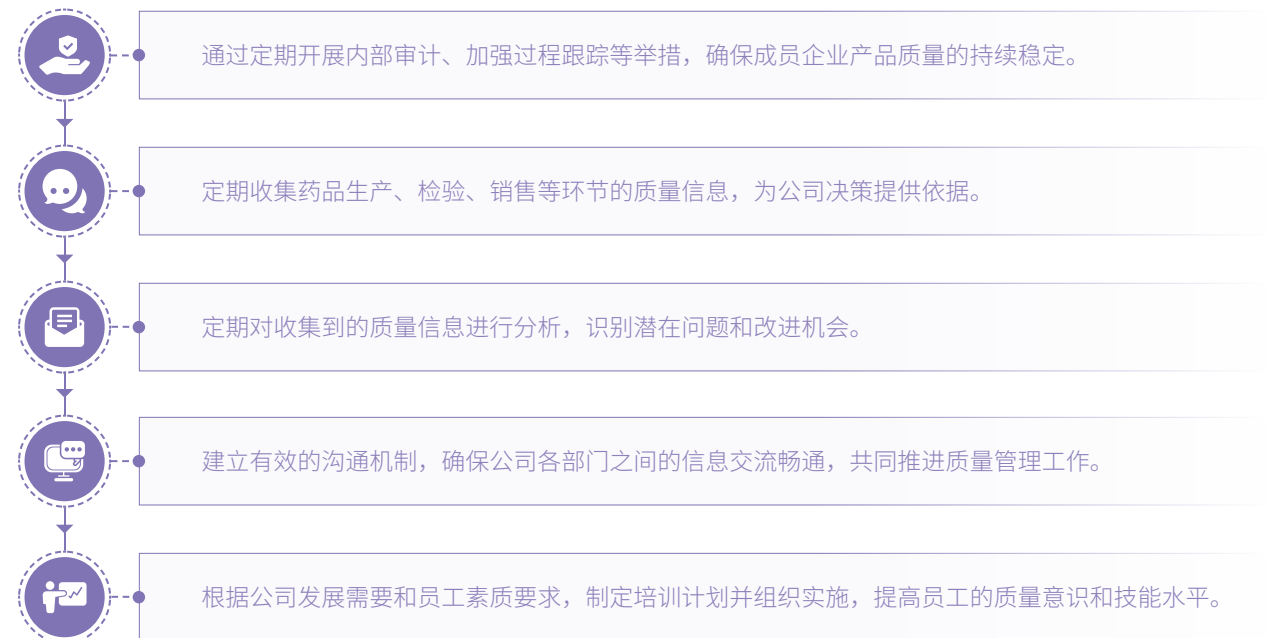 通过定期开展内部审计、加强过程跟踪等举措，确保成员企业产品质量的持续稳定。
定期收集药品生产、检验、销售等环节的质量信息，为公司决策提供依据。
定期对收集到的质量信息进行分析，识别潜在问题和改进机会。
建立有效的沟通机制，确保公司各部门之间的信息交流畅通，共同推进质量管理工作。
根据公司发展需要和员工素质要求，制定培训计划并组织实施，提高员工的质量意识和技能水平。